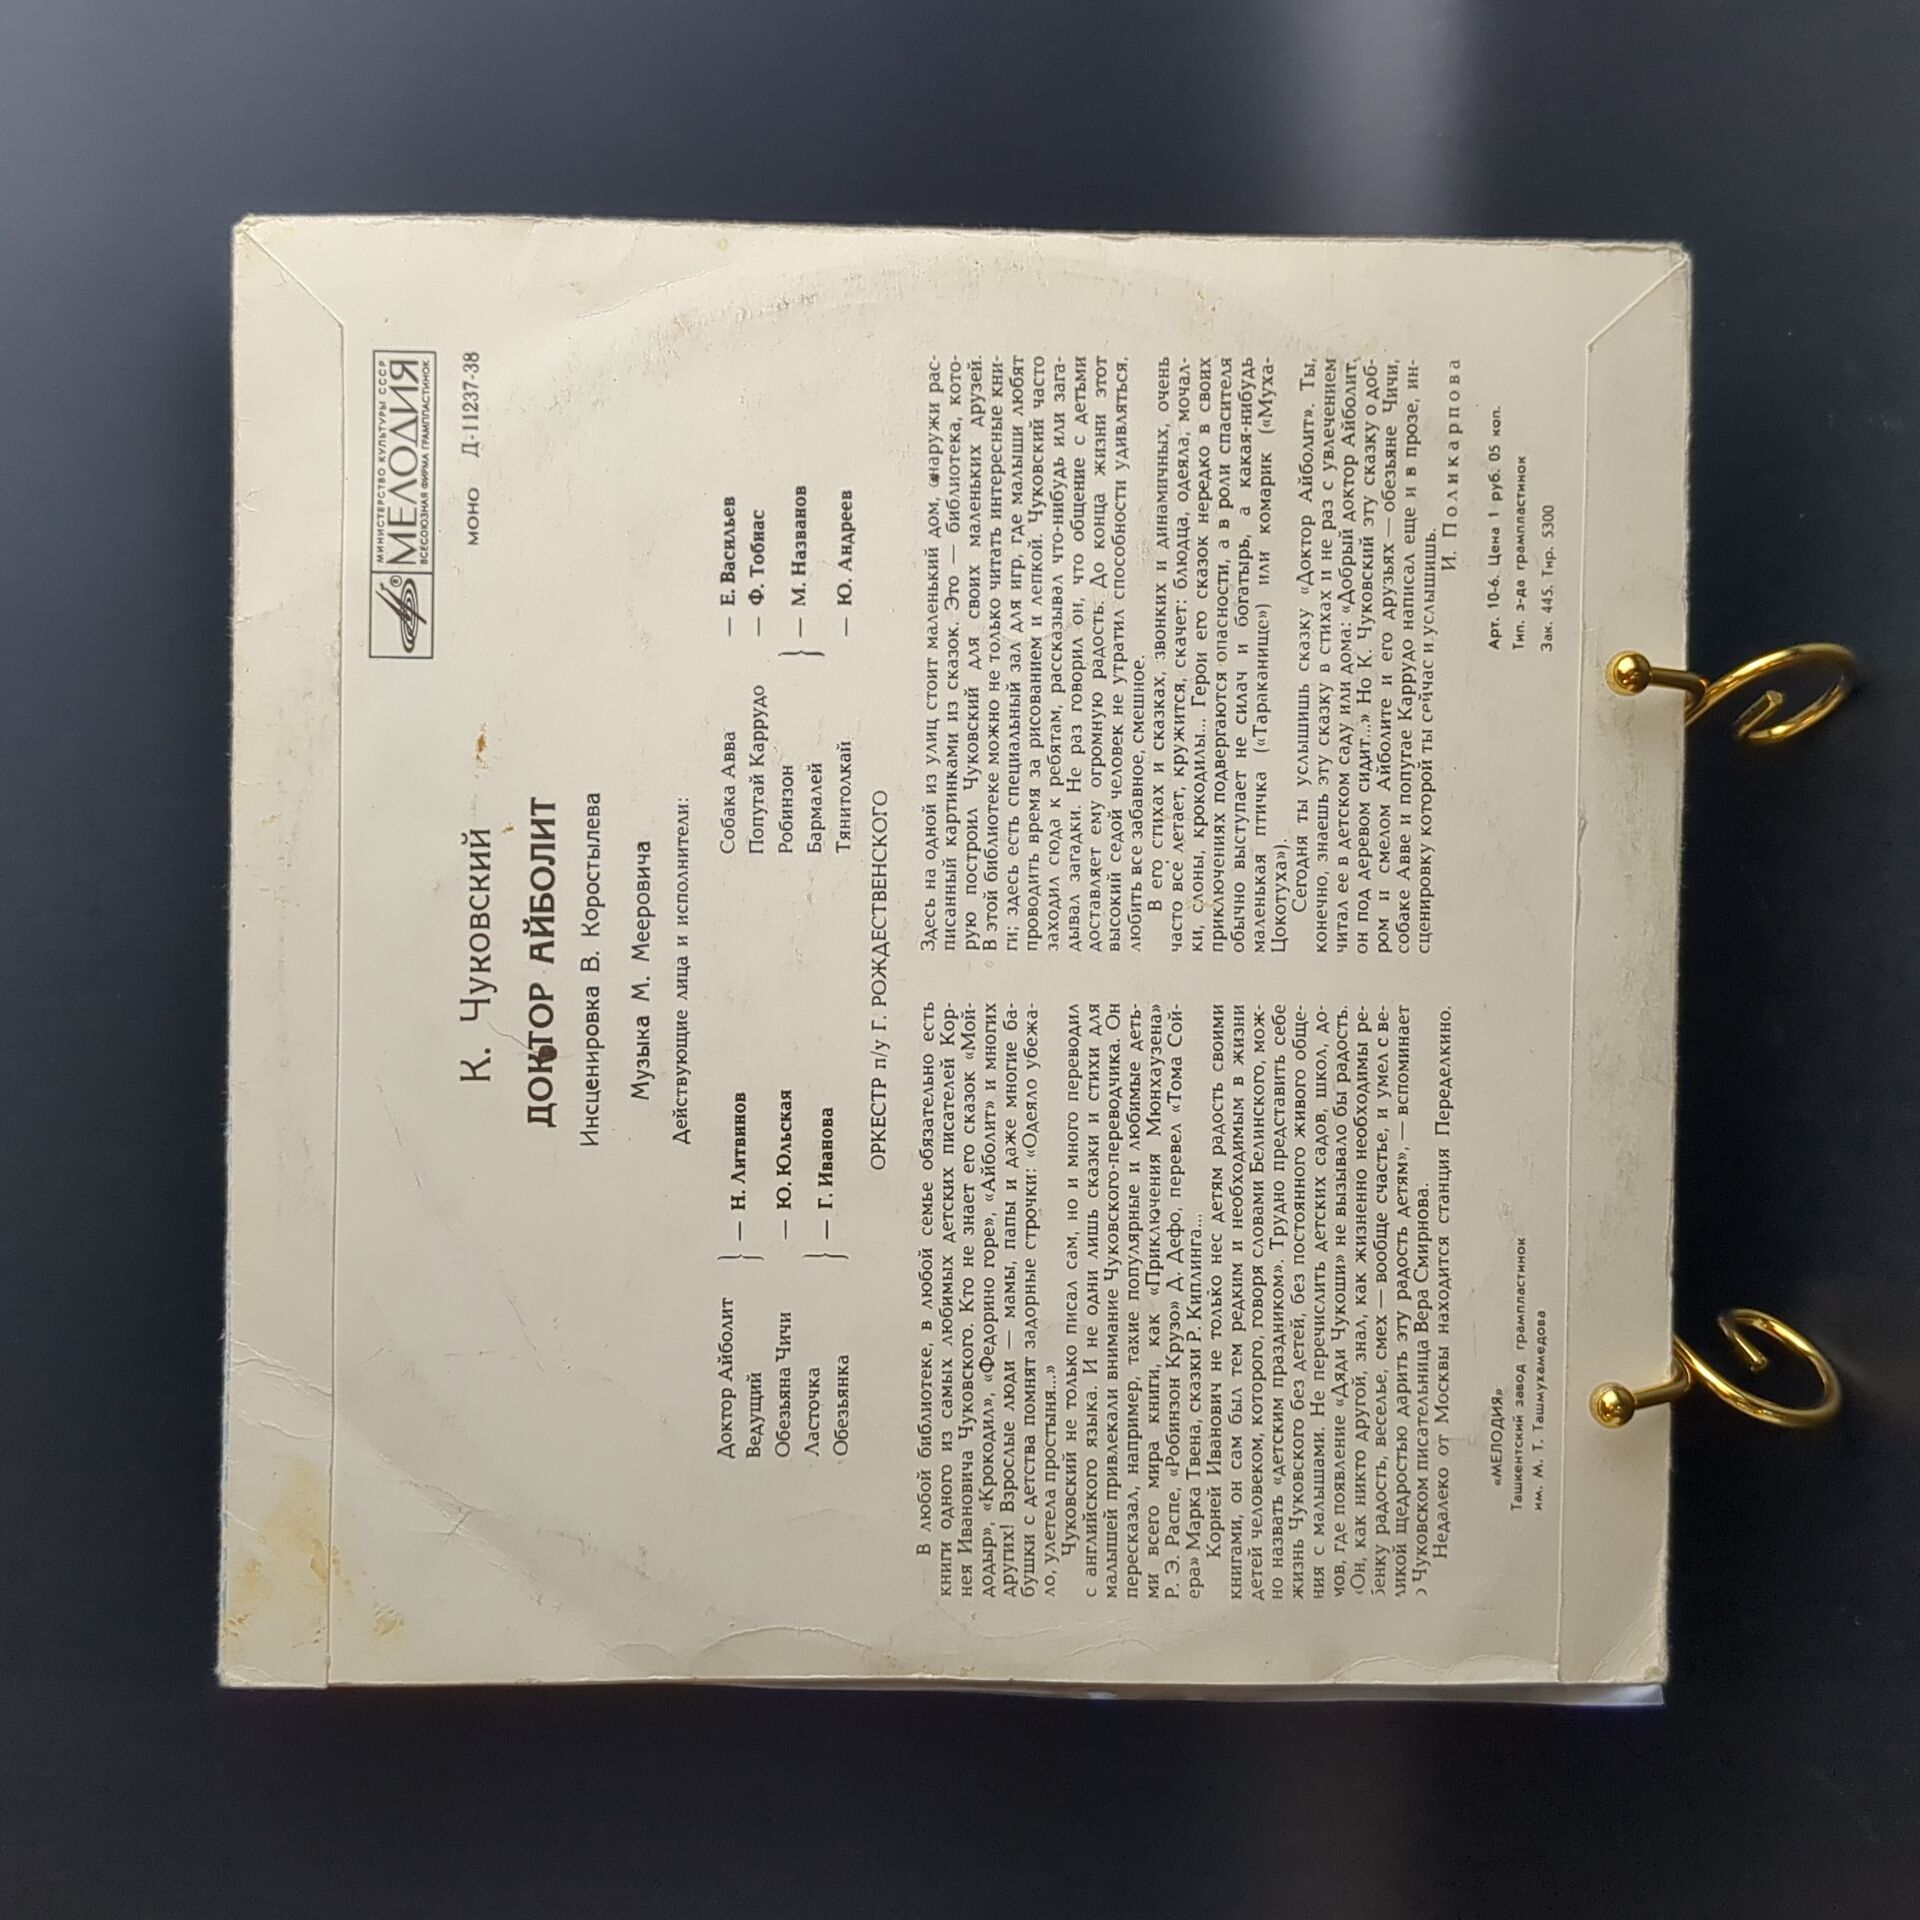 МИНИСТЕРСТВО КУЛЬТУРЫ СССР
МЕЛОДИЯ
ВСЕСОЮЗНАЯ ФИРМА ГРАМПЛАСТИНОК
МОНО Д-11237-38
К. Чуковский
ДОКТОР АЙБОЛИТ
Инсценировка В. Коростылева
Музыка М. Мееровича
Действующие лица и исполнители:
Доктор Айболит
Ведущий
} — Н. Литвинов
Обезьяна Чичи — Ю. Юльская
Ласточка
Обезьянка
} — Г. Иванова
Собака Авва — Е. Васильев
Попугай Каррудо — Ф. Тобиас
Робинзон
Бармалей
} — М. Названов
Тянитолкай — Ю. Андреев
ОРКЕСТР п/у Г. РОЖДЕСТВЕНСКОГО
В любой библиотеке, в любой семье обязательно есть
книги одного из самых любимых детских писателей Кор-
нея Ивановича Чуковского. Кто не знает его сказок «Мой-
додыр», «Крокодил», «Федорино горе», «Айболит» и многих
других! Взрослые люди — мамы, папы и даже многие ба-
бушки с детства помнят задорные строчки: «Одеяло убежа-
ло, улетела простыня...»
Чуковский не только писал сам, но и много переводил
с английского языка. И не одни лишь сказки и стихи для
малышей привлекали внимание Чуковского-переводчика. Он
пересказал, например, такие популярные и любимые деть-
ми всего мира книги, как «Приключения Мюнхаузена»
Р. Э. Распе, «Робинзон Крузо» Д. Дефо, перевел «Тома Сой-
ера» Марка Твена, сказки Р. Киплинга...
Корней Иванович не только нес детям радость своими
книгами, он сам был тем редким и необходимым в жизни
детей человеком, которого, говоря словами Белинского, мож-
но назвать «детским праздником». Трудно представить себе
жизнь Чуковского без детей, без постоянного живого обще-
ния с малышами. Не перечислить детских садов, школ, до-
мов, где появление «Дяди Чукоши» не вызывало бы радость.
«Он, как никто другой, знал, как жизненно необходимы ре-
бенку радость, веселье, смех — вообще счастье, и умел с ве-
ликой щедростью дарить эту радость детям», — вспоминает
о Чуковском писательница Вера Смирнова.
Недалеко от Москвы находится станция Переделкино.
Здесь на одной из улиц стоит маленький дом, снаружи рас-
писанный картинками из сказок. Это — библиотека, кото-
рую построил Чуковский для своих маленьких друзей.
В этой библиотеке можно не только читать интересные кни-
ги; здесь есть специальный зал для игр, где малыши любят
проводить время за рисованием и лепкой. Чуковский часто
заходил сюда к ребятам, рассказывал что-нибудь или зага-
дывал загадки. Не раз говорил он, что общение с детьми
доставляет ему огромную радость. До конца жизни этот
высокий седой человек не утратил способности удивляться,
любить все забавное, смешное.
В его стихах и сказках, звонких и динамичных, очень
часто все летает, кружится, скачет: блюдца, одеяла, мочал-
ки, слоны, крокодилы... Герои его сказок нередко в своих
приключениях подвергаются опасности, а в роли спасителя
обычно выступает не силач и богатырь, а какая-нибудь
маленькая птичка («Тараканище») или комарик («Муха-
Цокотуха»).
Сегодня ты услышишь сказку «Доктор Айболит». Ты,
конечно, знаешь эту сказку в стихах и не раз с увлечением
читал ее в детском саду или дома: «Добрый доктор Айболит,
он под деревом сидит...» Но К. Чуковский эту сказку о доб-
ром и смелом Айболите и его друзьях — обезьяне Чичи,
собаке Авве и попугае Каррудо написал еще и в прозе, ин-
сценировку которой ты сейчас и услышишь.
И. Поликарпова
«МЕЛОДИЯ»
Ташкентский завод грампластинок
им. М. Т. Ташмухамедова
Арт. 10-6. Цена 1 руб. 05 коп.
Тип. з-да грампластинок
Зак. 445. Тир. 5300